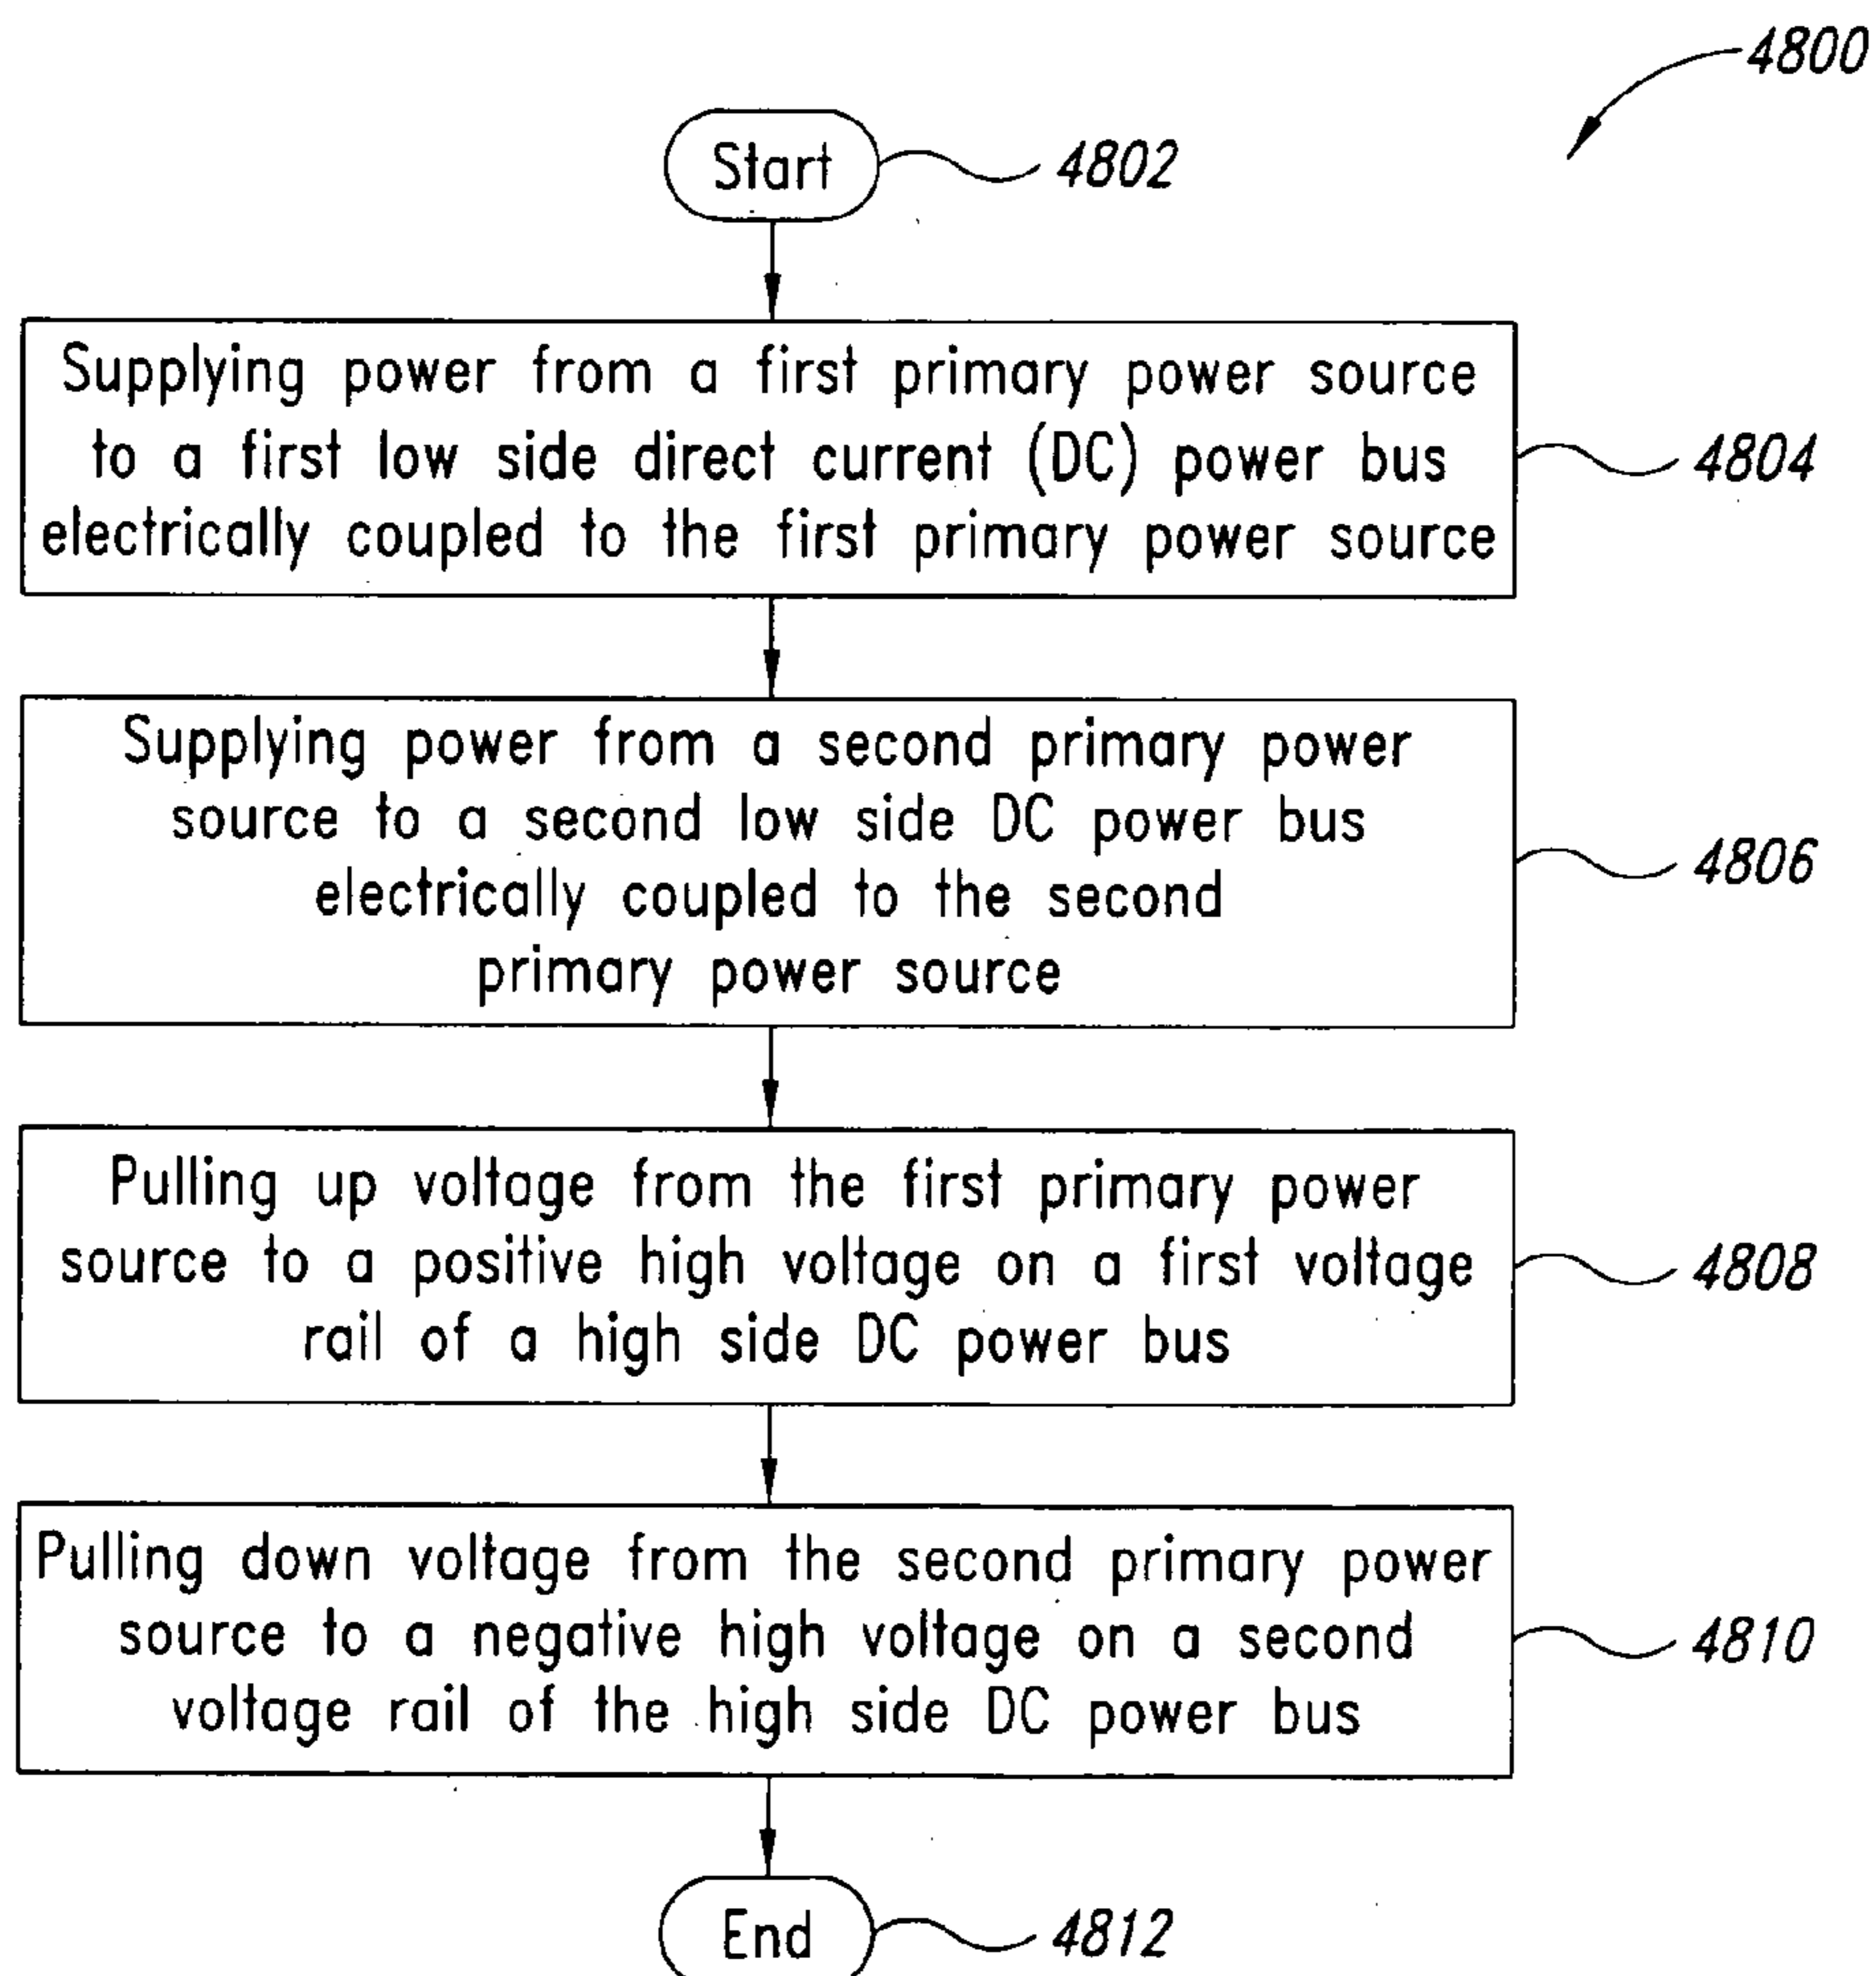 4800
Start
4802
Supplying power from a first primary power source
to a first low side direct current (DC) power bus
electrically coupled to the first primary power source
4804
Supplying power from a second primary power
source to a second low side DC power bus
electrically coupled to the second
primary power source
4806
Pulling up voltage from the first primary power
source to a positive high voltage on a first voltage
rail of a high side DC power bus
4808
Pulling down voltage from the second primary power
source to a negative high voltage on a second
voltage rail of the high side DC power bus
4810
End
4812